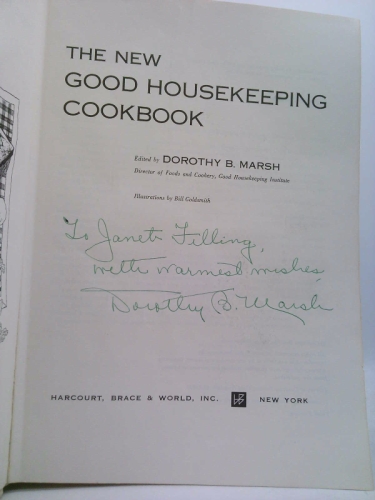 THE NEW
GOOD HOUSEKEEPING
COOKBOOK
Edited by DOROTHY B. MARSH
Director of Foods and Cookery, Good Housekeeping Institute
Illustrations by Bill Goldsmith
To Janet Filling,
with warmest wishes,
Dorothy B. Marsh
HARCOURT, BRACE & WORLD, INC. NEW YORK